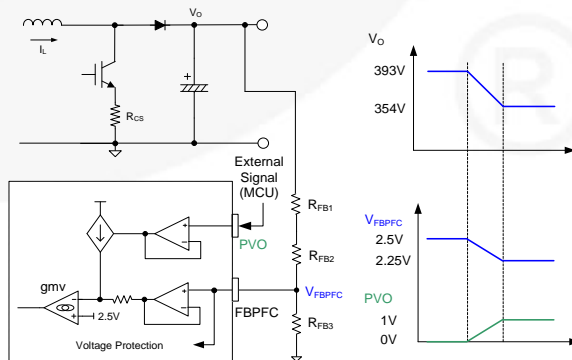 V_O
I_L
R_CS
External
Signal
(MCU)
PVO
R_FB1
R_FB2
gmv
2.5V
FBPFC
V_FBPFC
R_FB3
Voltage Protection
V_O
393V
354V
V_FBPFC
2.5V
2.25V
PVO
1V
0V
®